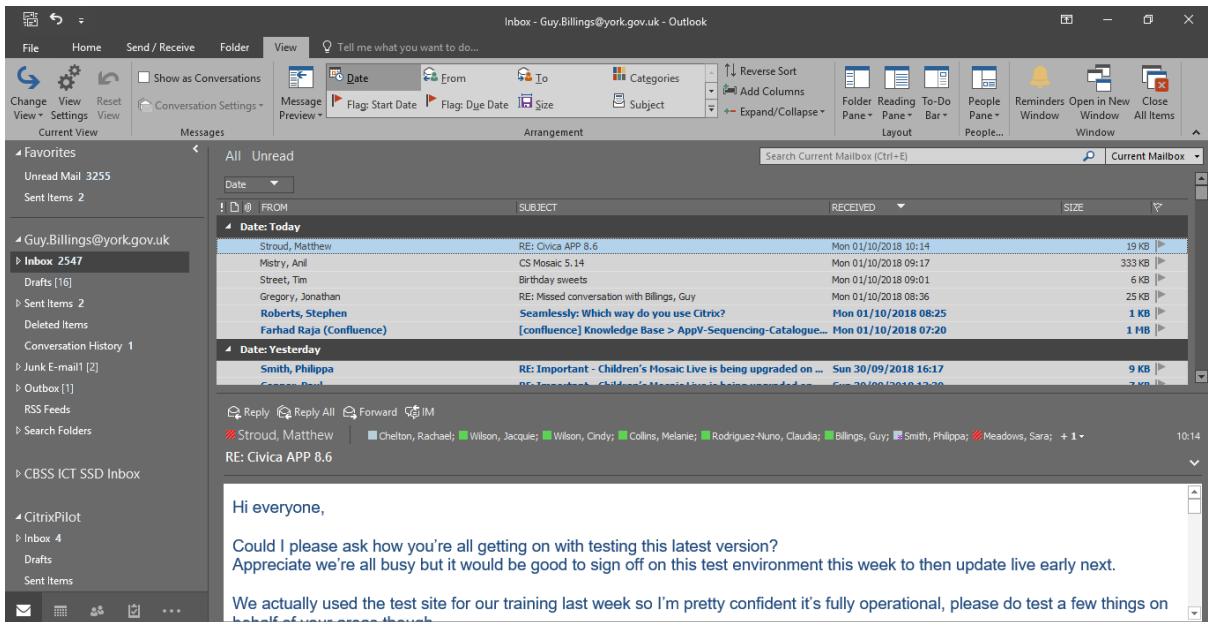 Inbox - Guy.Billings@york.gov.uk - Outlook
File Home Send / Receive Folder View Tell me what you want to do...
Change View View Settings Reset View
Current View
Show as Conversations
Conversation Settings
Messages
Message Preview
Date From To Categories
Flag: Start Date Flag: Due Date Size Subject
Reverse Sort
Add Columns
Expand/Collapse
Arrangement
Folder Pane Reading Pane To-Do Bar
Layout
People Pane
People...
Reminders Window Open in New Window Close All Items
Window
Favorites
Unread Mail 3255
Sent Items 2
Guy.Billings@york.gov.uk
Inbox 2547
Drafts [16]
Sent Items 2
Deleted Items
Conversation History 1
Junk E-mail1 [2]
Outbox [1]
RSS Feeds
Search Folders
CBSS ICT SSD Inbox
CitrixPilot
Inbox 4
Drafts
Sent Items
All Unread
Search Current Mailbox (Ctrl+E) Current Mailbox
Date
! FROM SUBJECT RECEIVED SIZE
Date: Today
Stroud, Matthew RE: Civica APP 8.6 Mon 01/10/2018 10:14 19 KB
Mistry, Anil CS Mosaic 5.14 Mon 01/10/2018 09:17 333 KB
Street, Tim Birthday sweets Mon 01/10/2018 09:01 6 KB
Gregory, Jonathan RE: Missed conversation with Billings, Guy Mon 01/10/2018 08:36 25 KB
Roberts, Stephen Seamlessly: Which way do you use Citrix? Mon 01/10/2018 08:25 1 KB
Farhad Raja (Confluence) [confluence] Knowledge Base > AppV-Sequencing-Catalogue... Mon 01/10/2018 07:20 1 MB
Date: Yesterday
Smith, Philippa RE: Important - Children's Mosaic Live is being upgraded on ... Sun 30/09/2018 16:17 9 KB
Reply Reply All Forward IM
Stroud, Matthew Chelton, Rachael; Wilson, Jacquie; Wilson, Cindy; Collins, Melanie; Rodriguez-Nuno, Claudia; Billings, Guy; Smith, Philippa; Meadows, Sara; + 1 10:14
RE: Civica APP 8.6
Hi everyone,
Could I please ask how you're all getting on with testing this latest version?
Appreciate we're all busy but it would be good to sign off on this test environment this week to then update live early next.
We actually used the test site for our training last week so I'm pretty confident it's fully operational, please do test a few things on